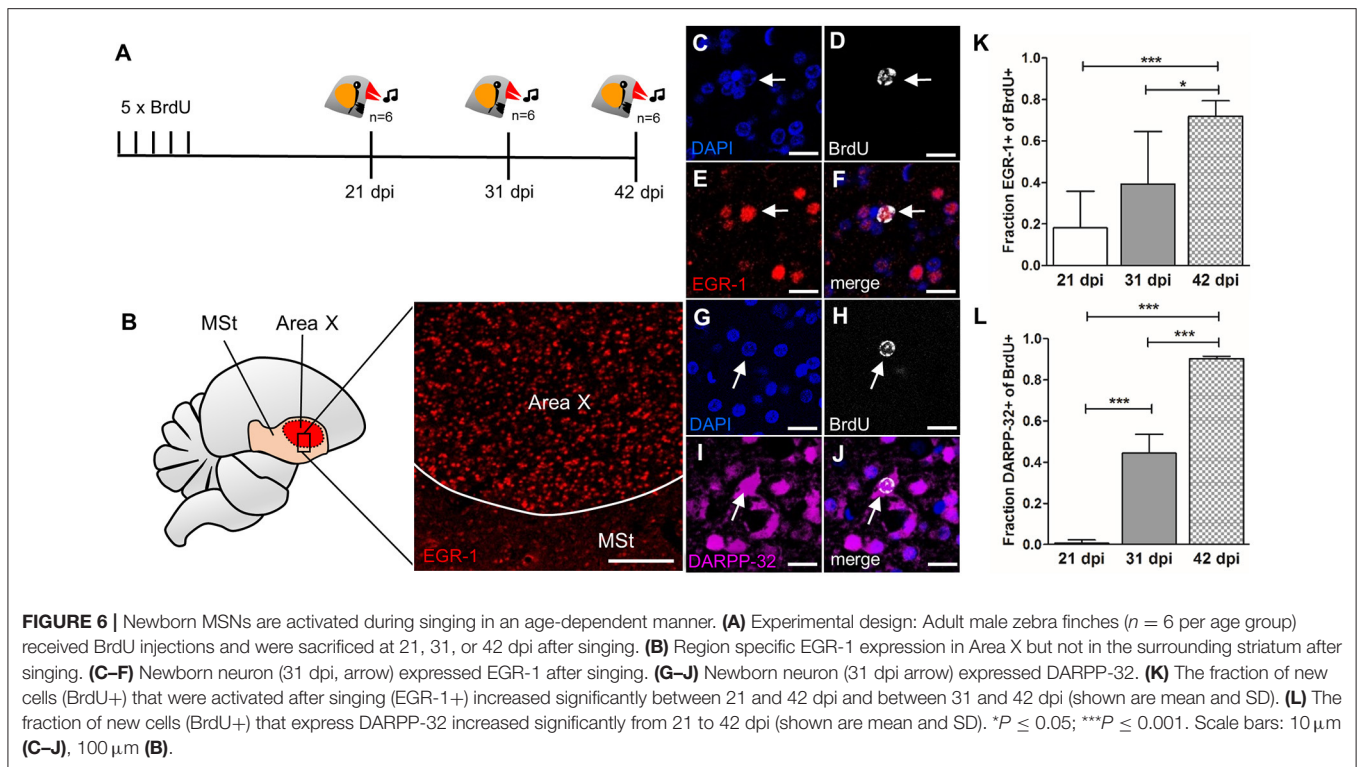 A
5 x BrdU
n=6
n=6
n=6
21 dpi
31 dpi
42 dpi
B
MSt
Area X
Area X
MSt
EGR-1
C
DAPI
D
BrdU
E
EGR-1
F
merge
G
DAPI
H
BrdU
I
DARPP-32
J
merge
K
***
*
Fraction EGR-1+ of BrdU+
1.0
0.8
0.6
0.4
0.2
0.0
21 dpi 31 dpi 42 dpi
L
***
***
***
Fraction DARPP-32+ of BrdU+
1.0
0.8
0.6
0.4
0.2
0.0
21 dpi 31 dpi 42 dpi
FIGURE 6 | Newborn MSNs are activated during singing in an age-dependent manner. (A) Experimental design: Adult male zebra finches (n = 6 per age group)
received BrdU injections and were sacrificed at 21, 31, or 42 dpi after singing. (B) Region specific EGR-1 expression in Area X but not in the surrounding striatum after
singing. (C–F) Newborn neuron (31 dpi, arrow) expressed EGR-1 after singing. (G–J) Newborn neuron (31 dpi arrow) expressed DARPP-32. (K) The fraction of new
cells (BrdU+) that were activated after singing (EGR-1+) increased significantly between 21 and 42 dpi and between 31 and 42 dpi (shown are mean and SD). (L) The
fraction of new cells (BrdU+) that express DARPP-32 increased significantly from 21 to 42 dpi (shown are mean and SD). *P ≤ 0.05; ***P ≤ 0.001. Scale bars: 10 μm
(C–J), 100 μm (B).